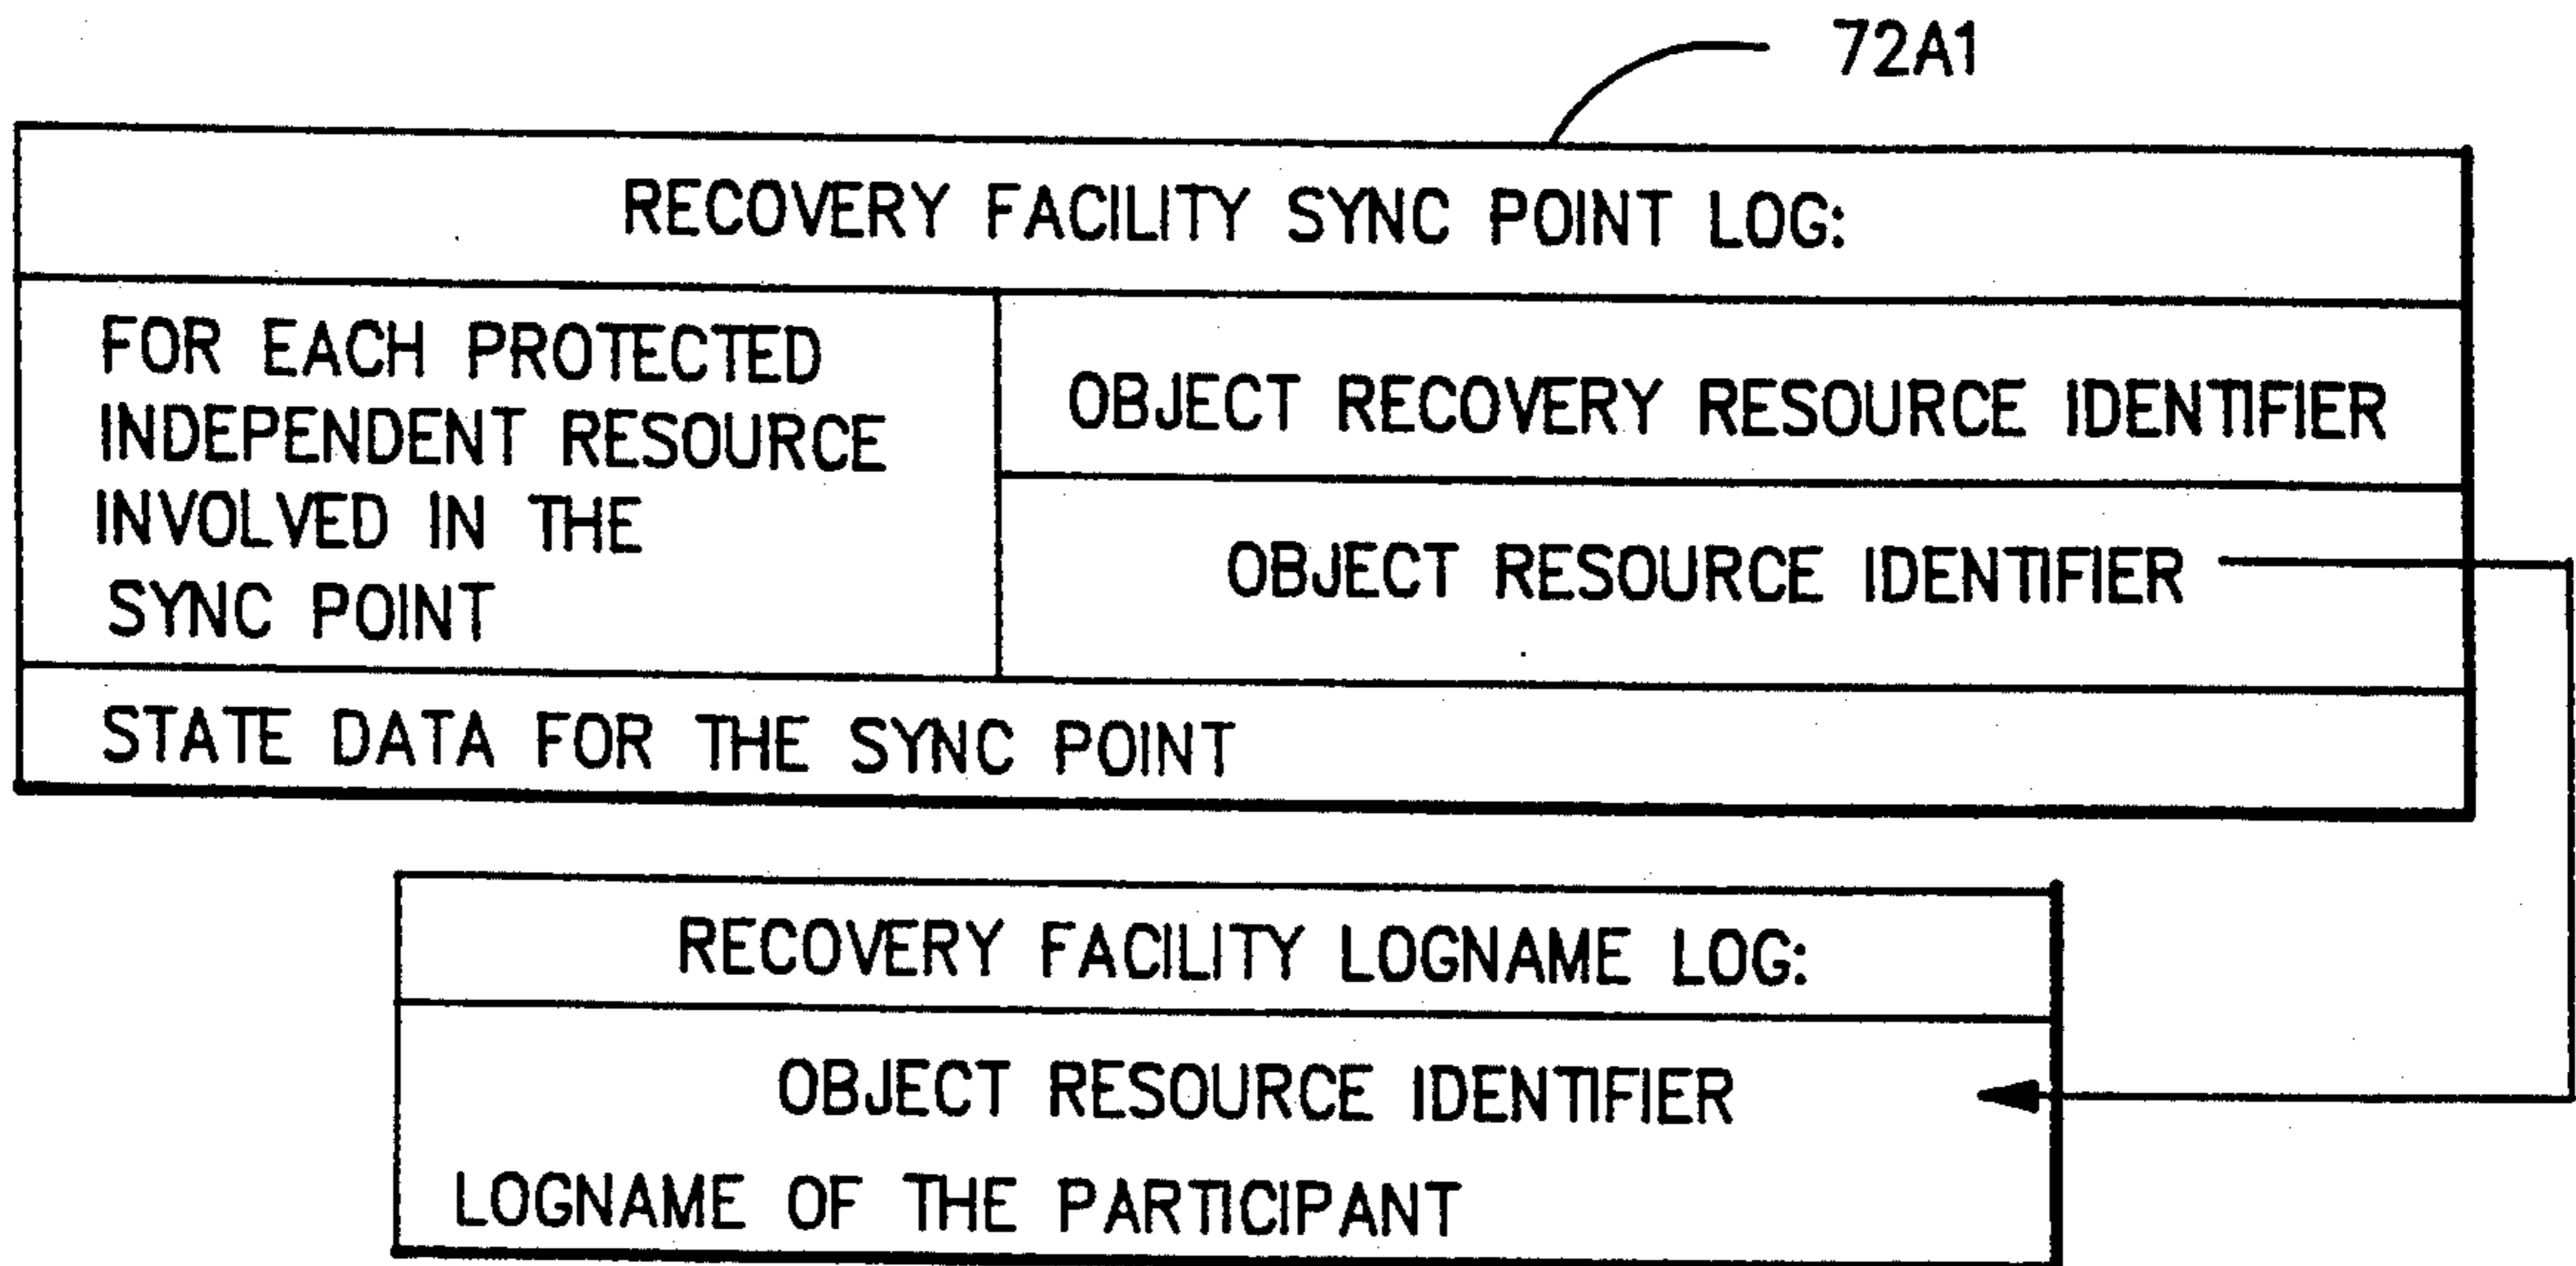 72A1
RECOVERY FACILITY SYNC POINT LOG:
FOR EACH PROTECTED
INDEPENDENT RESOURCE
INVOLVED IN THE
SYNC POINT
OBJECT RECOVERY RESOURCE IDENTIFIER
OBJECT RESOURCE IDENTIFIER
STATE DATA FOR THE SYNC POINT
RECOVERY FACILITY LOGNAME LOG:
OBJECT RESOURCE IDENTIFIER
LOGNAME OF THE PARTICIPANT